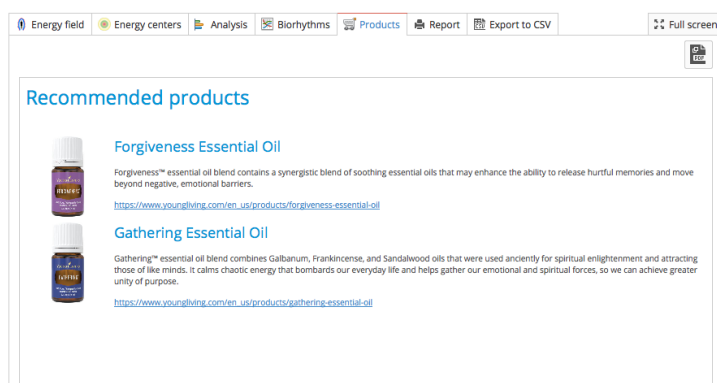 Energy field Energy centers Analysis Biorhythms Products Report Export to CSV Full screen
PDF
Recommended products
Forgiveness Essential Oil
Forgiveness™ essential oil blend contains a synergistic blend of soothing essential oils that may enhance the ability to release hurtful memories and move
beyond negative, emotional barriers.
https://www.youngliving.com/en_us/products/forgiveness-essential-oil
Gathering Essential Oil
Gathering™ essential oil blend combines Galbanum, Frankincense, and Sandalwood oils that were used anciently for spiritual enlightenment and attracting
those of like minds. It calms chaotic energy that bombards our everyday life and helps gather our emotional and spiritual forces, so we can achieve greater
unity of purpose.
https://www.youngliving.com/en_us/products/gathering-essential-oil